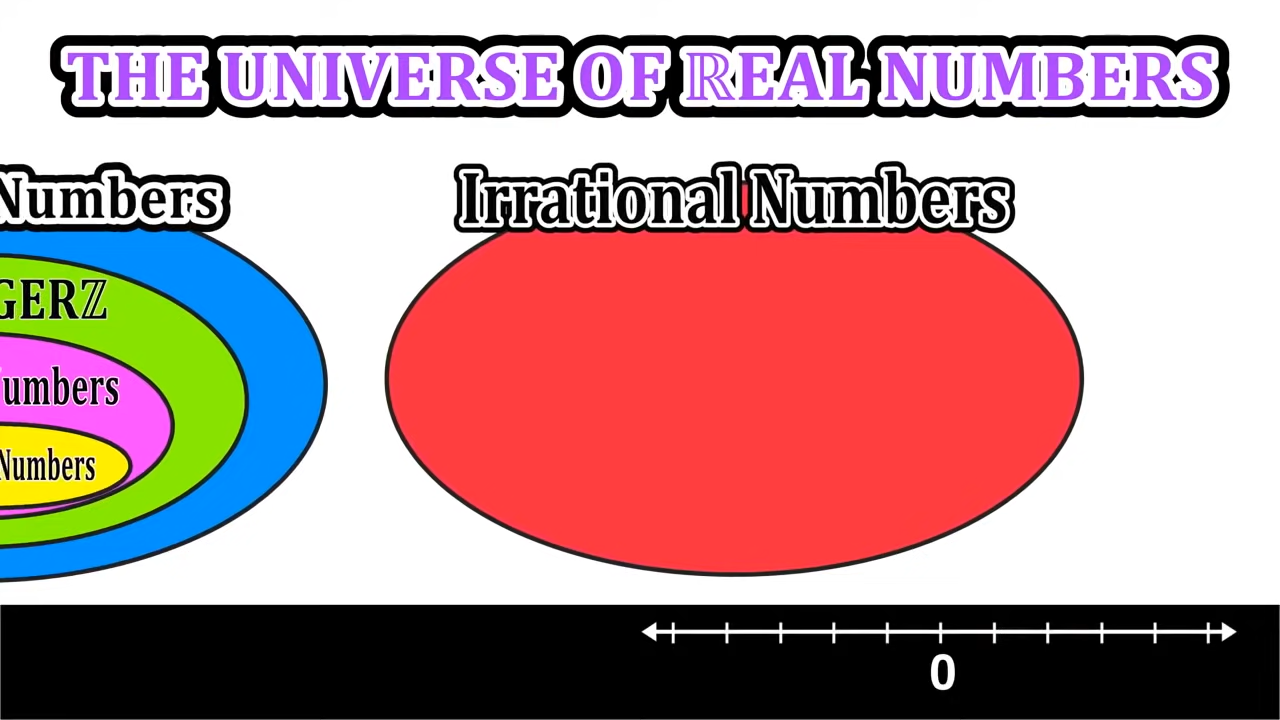 THE UNIVERSE OF ℝEAL NUMBERS
Numbers
Irrational Numbers
GERℤ
umbers
Numbers
0